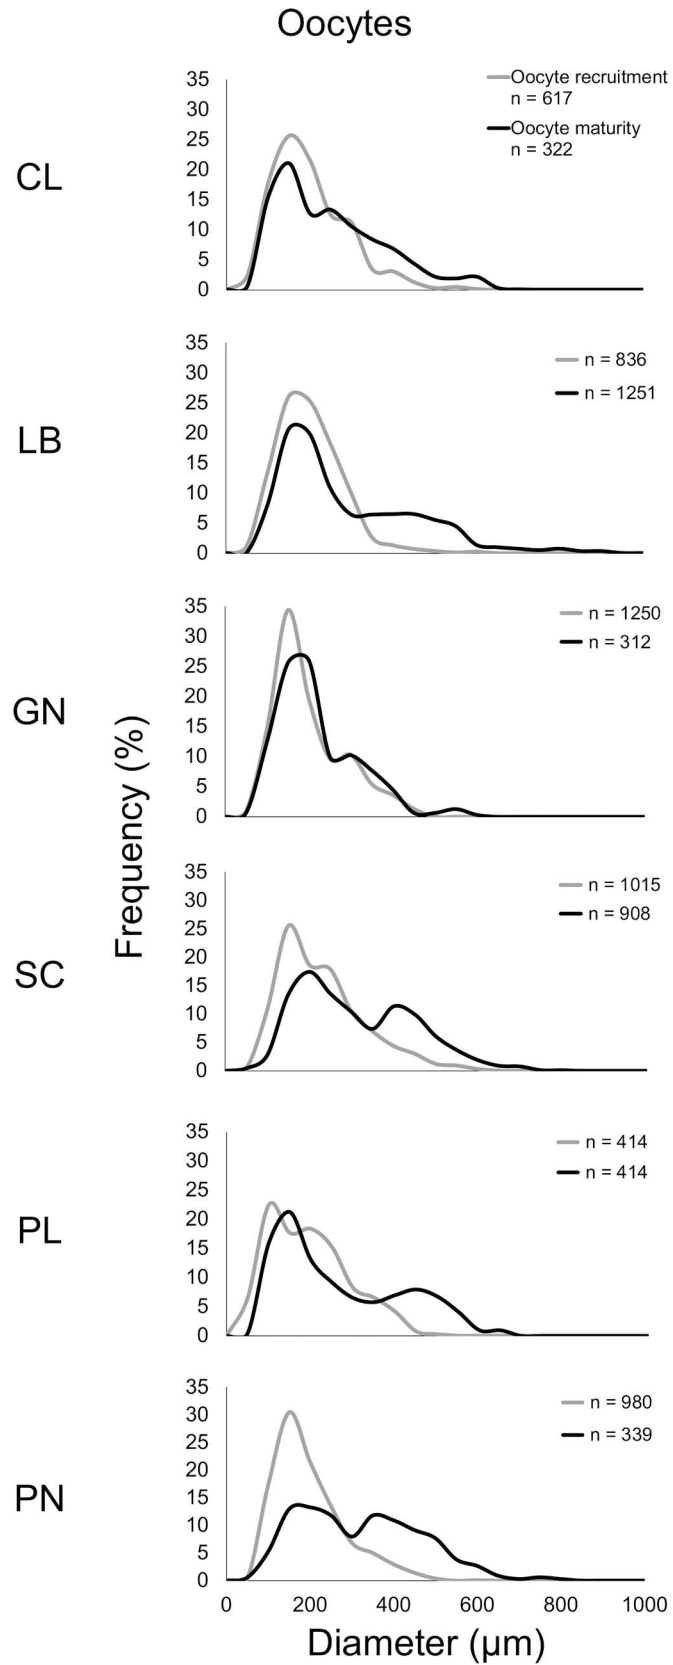 Oocytes
CL
35
30
25
20
15
10
5
0
Oocyte recruitment
n = 617
Oocyte maturity
n = 322
LB
35
30
25
20
15
10
5
0
n = 836
n = 1251
GN
35
30
25
20
15
10
5
0
n = 1250
n = 312
Frequency (%)
SC
35
30
25
20
15
10
5
0
n = 1015
n = 908
PL
35
30
25
20
15
10
5
0
n = 414
n = 414
PN
35
30
25
20
15
10
5
0
n = 980
n = 339
0 200 400 600 800 1000
Diameter (µm)